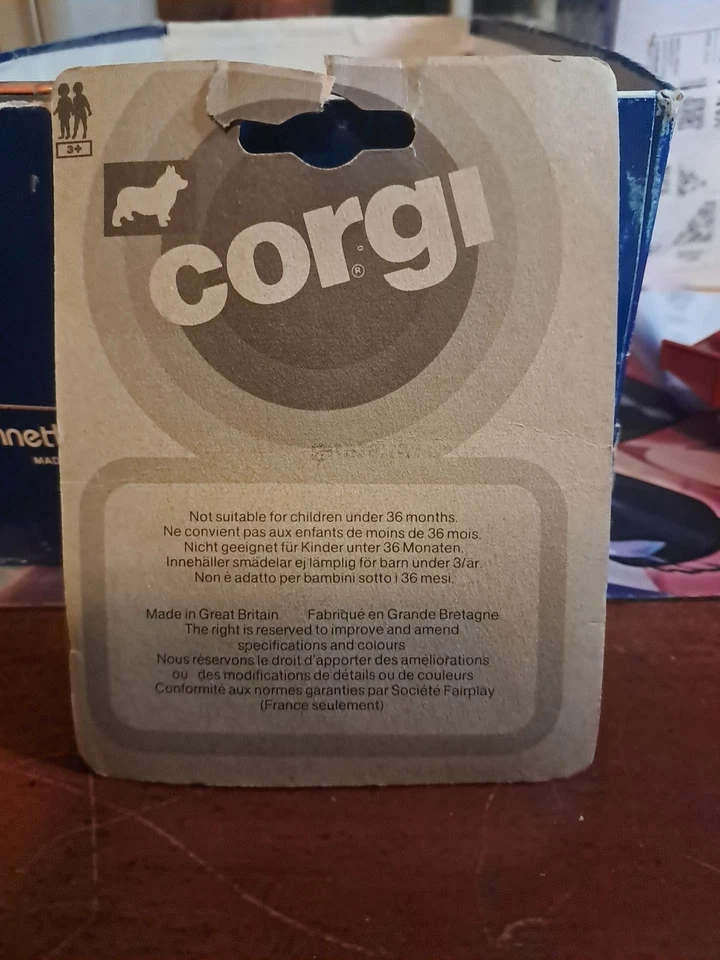 3+
corgi
®
Not suitable for children under 36 months.
Ne convient pas aux enfants de moins de 36 mois.
Nicht geeignet für Kinder unter 36 Monaten.
Innehäller smädelar ej lämplig för barn under 3/är.
Non è adatto per bambini sotto i 36 mesi.
Made in Great Britain Fabriqué en Grande Bretagne
The right is reserved to improve and amend
specifications and colours
Nous réservons le droit d'apporter des améliorations
ou des modifications de détails ou de couleurs
Conformité aux normes garanties par Société Fairplay
(France seulement)